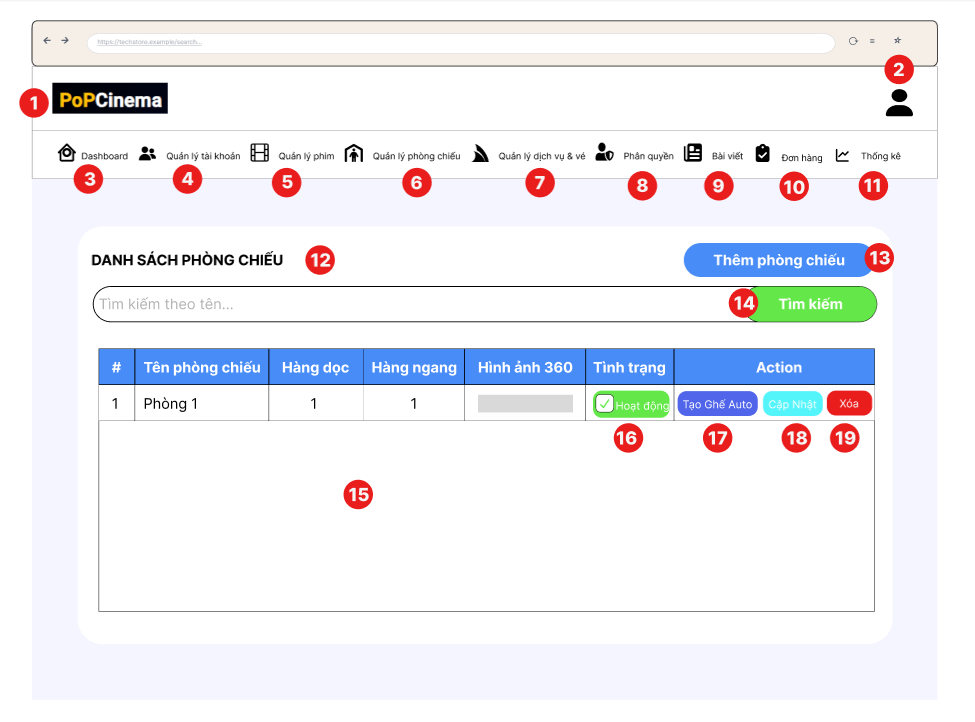 https://techstore.example/search...
2
1 PoPCinema
Dashboard Quản lý tài khoản Quản lý phim Quản lý phòng chiếu Quản lý dịch vụ & vé Phân quyền Bài viết Đơn hàng Thống kê
3 4 5 6 7 8 9 10 11
DANH SÁCH PHÒNG CHIẾU 12 Thêm phòng chiếu 13
Tìm kiếm theo tên... 14 Tìm kiếm
# Tên phòng chiếu Hàng dọc Hàng ngang Hình ảnh 360 Tình trạng Action
1 Phòng 1 1 1 Hoạt động Tạo Ghế Auto Cập Nhật Xóa
16 17 18 19
15